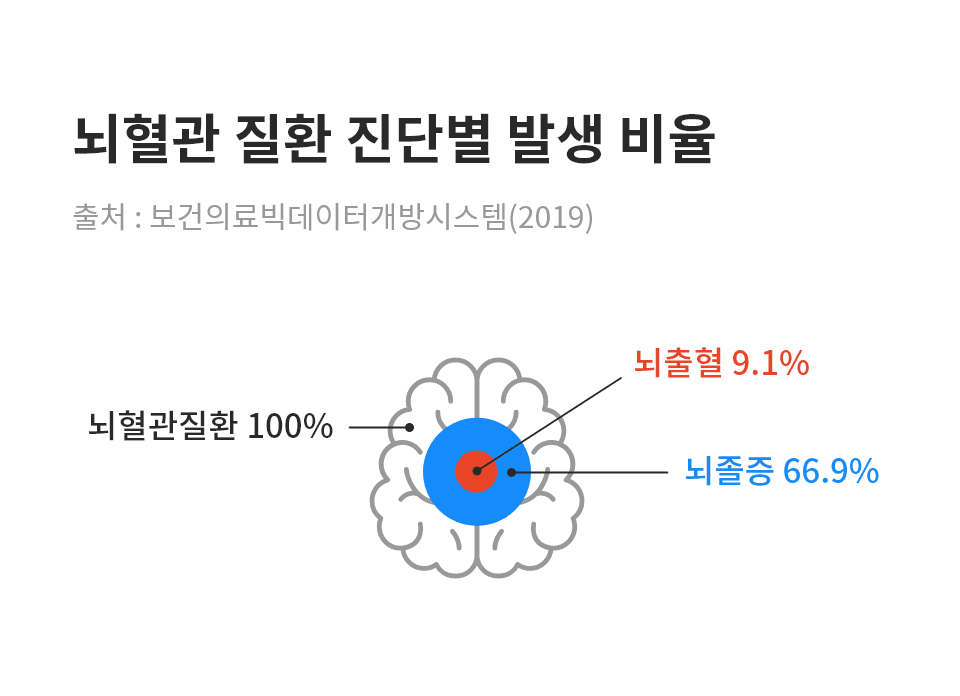 뇌혈관 질환 진단별 발생 비율
출처 : 보건의료빅데이터개방시스템(2019)
뇌출혈 9.1%
뇌혈관질환 100%
뇌졸증 66.9%